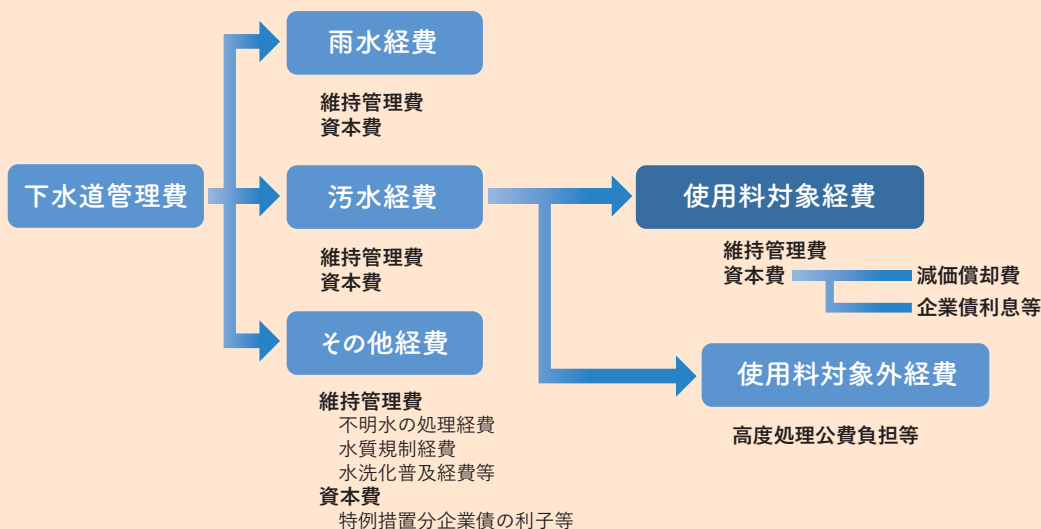 下水道管理費
雨水経費
維持管理費
資本費
汚水経費
維持管理費
資本費
その他経費
維持管理費
不明水の処理経費
水質規制経費
水洗化普及経費等
資本費
特例措置分企業債の利子等
使用料対象経費
維持管理費
資本費
減価償却費
企業債利息等
使用料対象外経費
高度処理公費負担等